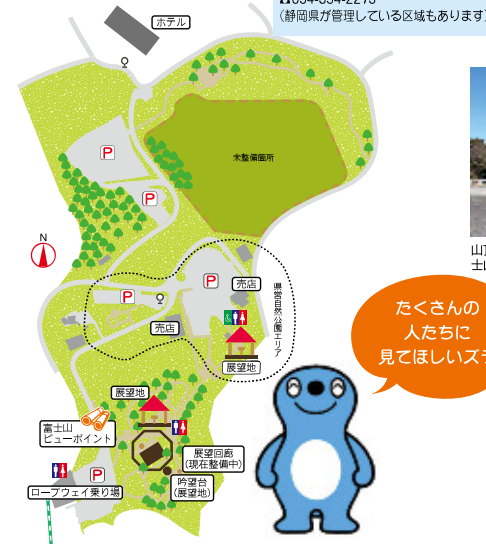 ☎054-354-2273
（静岡県が管理している区域もあります）
ホテル
P
未整備箇所
P
N
P
売店
P
県営自然公園エリア
売店
展望地
展望地
富士山
ビューポイント
展望回廊
（現在整備中）
吟望台
（展望地）
P
ロープウェイ乗り場
たくさんの
人たちに
見てほしいズラ